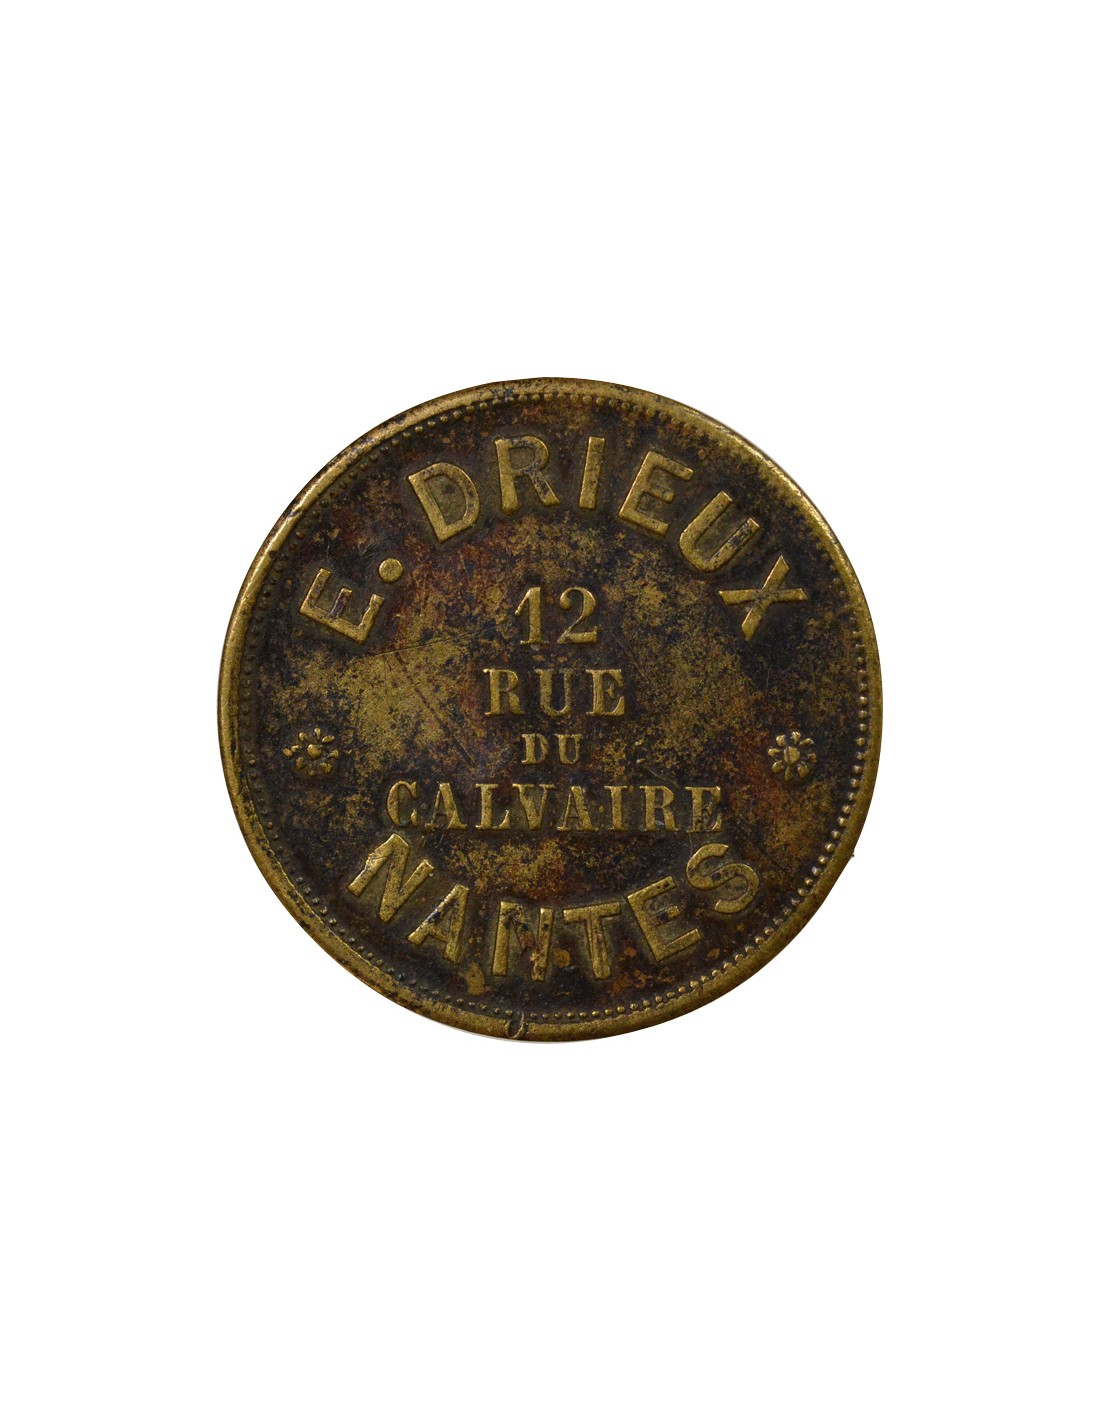 E. DRIEUX
12
RUE
DU
CALVAIRE
NANTES